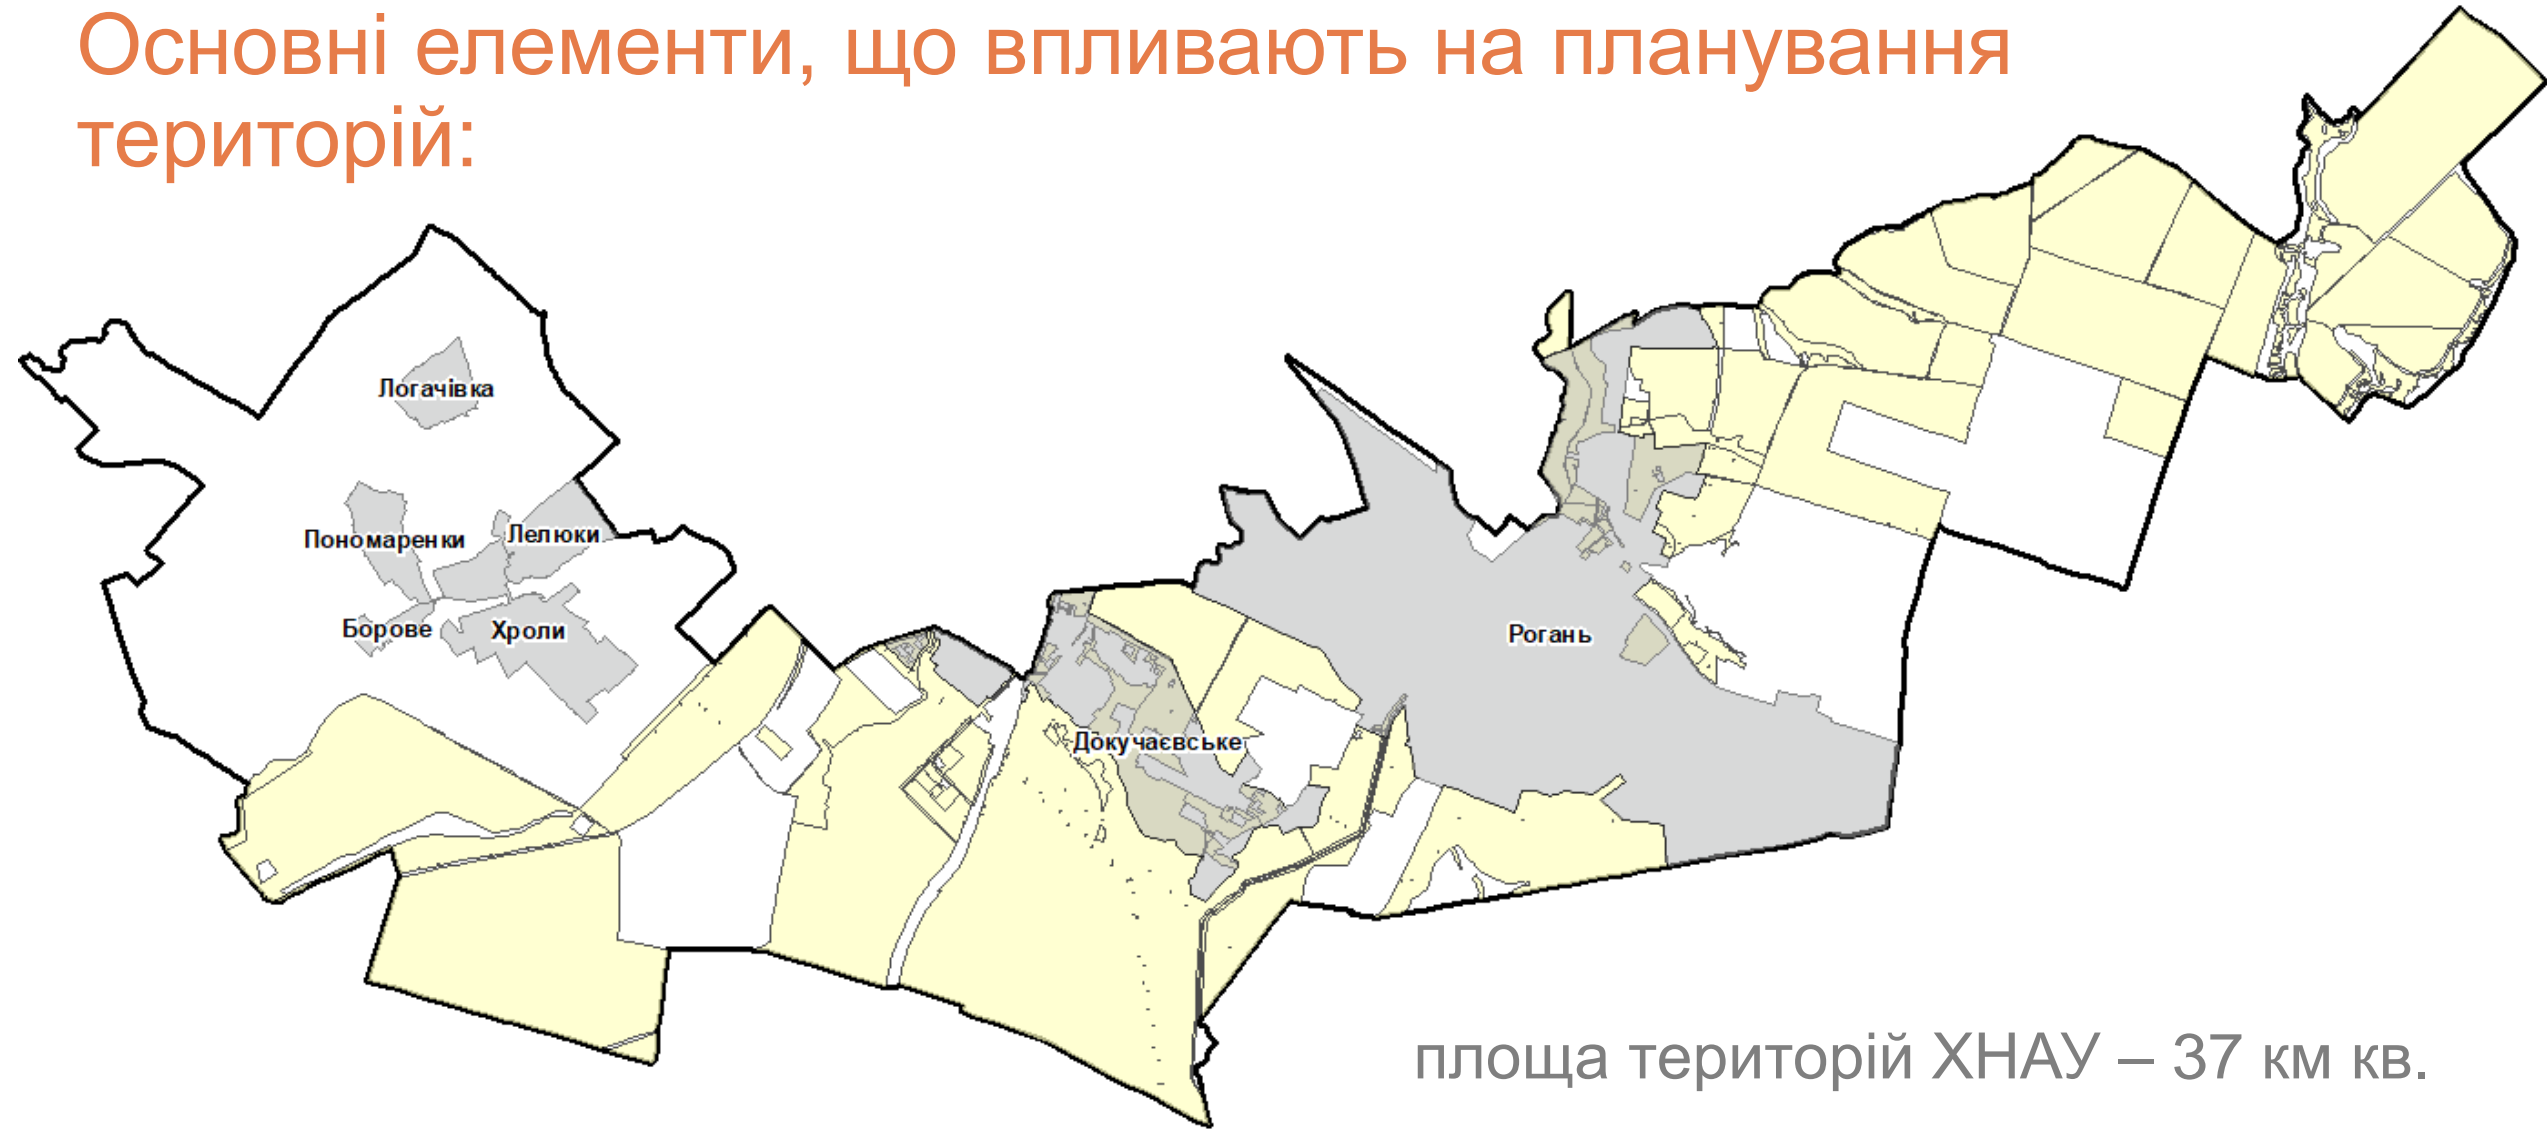 Основні елементи, що впливають на планування
територій:
Логачівка
Пономаренки
Лелюки
Борове
Хроли
Рогань
Докучаєвське
площа територій ХНАУ – 37 км кв.